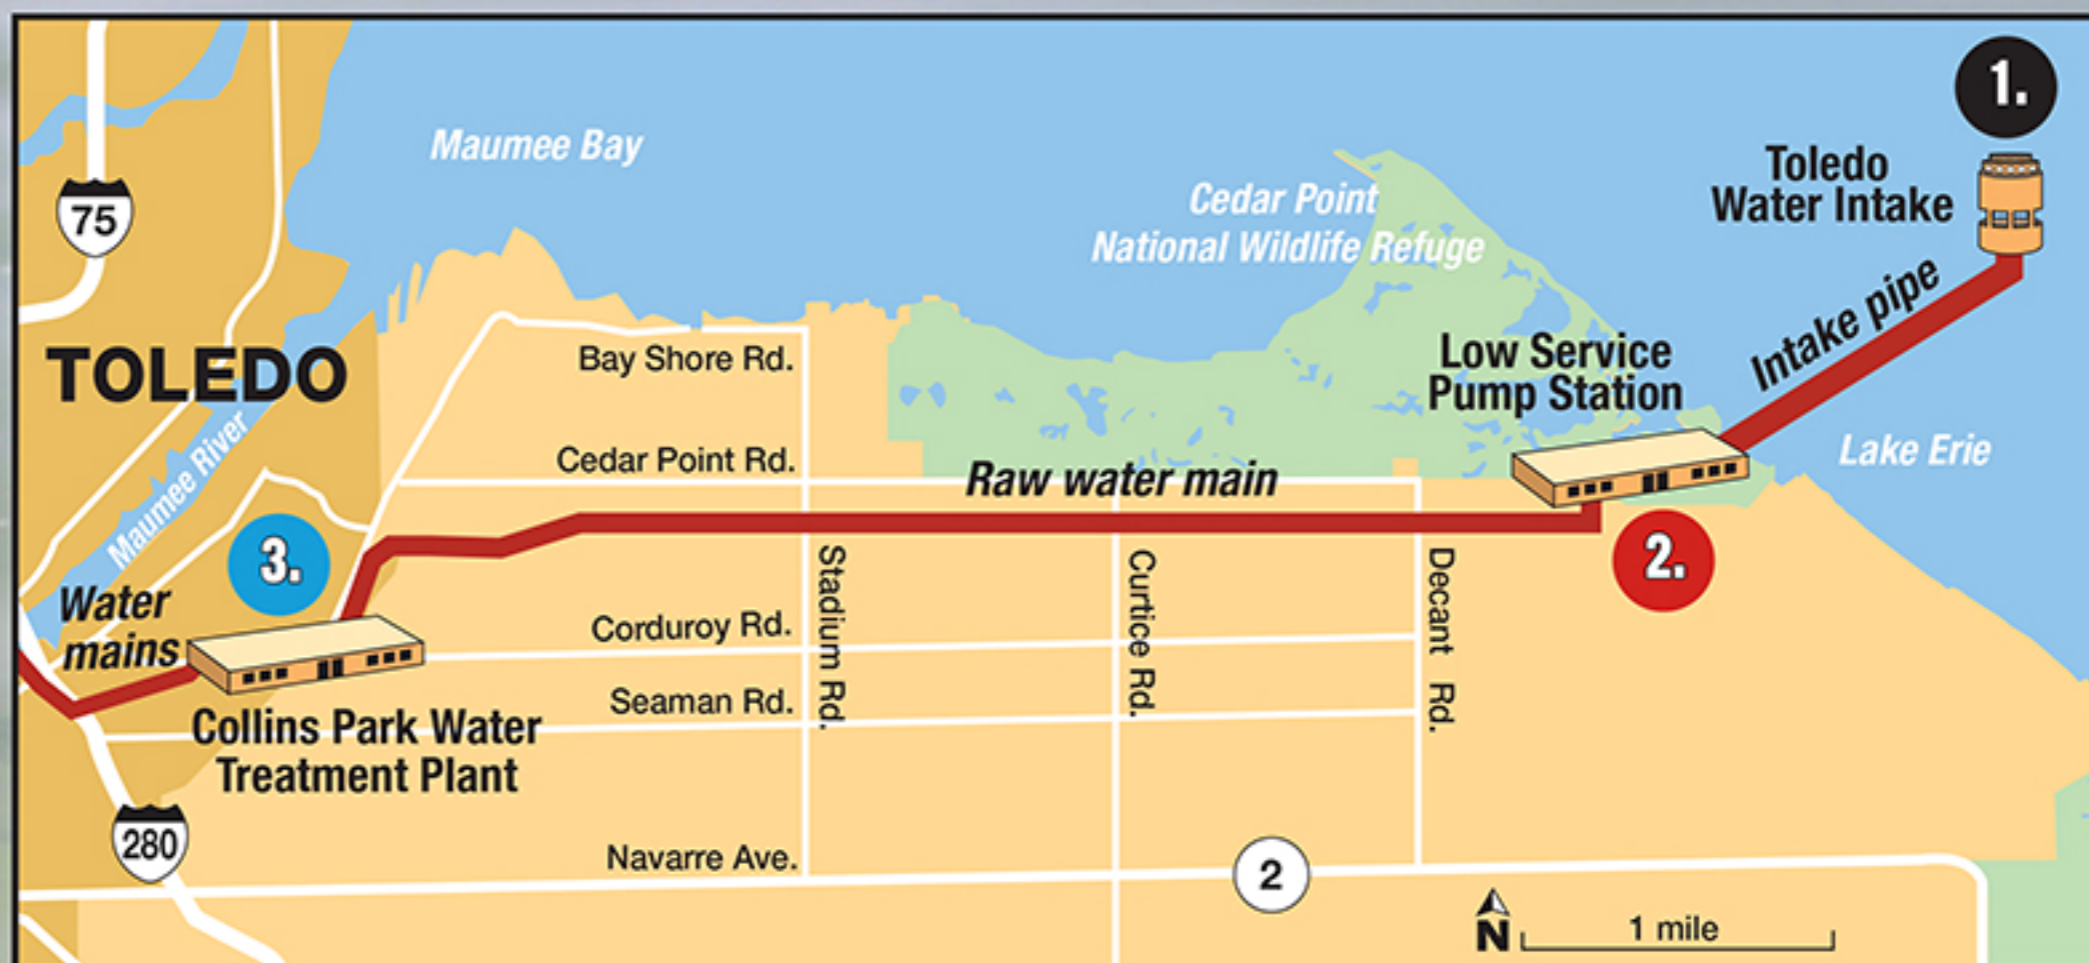 1.
Toledo
Water Intake
Maumee Bay
Cedar Point
National Wildlife Refuge
75
Intake pipe
Low Service
Pump Station
TOLEDO
Bay Shore Rd.
Lake Erie
Maumee River
Cedar Point Rd.
Raw water main
3.
2.
Water
mains
Stadium Rd.
Curtice Rd.
Decant Rd.
Corduroy Rd.
Seaman Rd.
Collins Park Water
Treatment Plant
280
Navarre Ave.
2
N
1 mile